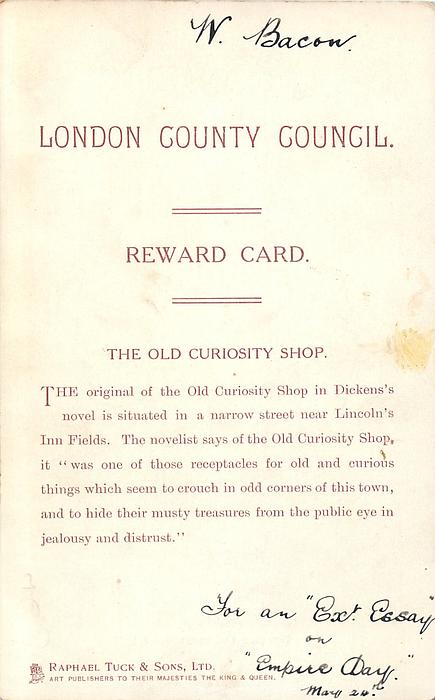 W. Bacon.
LONDON COUNTY COUNCIL.
REWARD CARD.
THE OLD CURIOSITY SHOP.
THE original of the Old Curiosity Shop in Dickens's
novel is situated in a narrow street near Lincoln's
Inn Fields. The novelist says of the Old Curiosity Shop,
it "was one of those receptacles for old and curious
things which seem to crouch in odd corners of this town,
and to hide their musty treasures from the public eye in
jealousy and distrust."
For an "Ext Essay"
on
"Empire Day."
May 24th
RAPHAEL TUCK & SONS, LTD.
ART PUBLISHERS TO THEIR MAJESTIES THE KING & QUEEN.